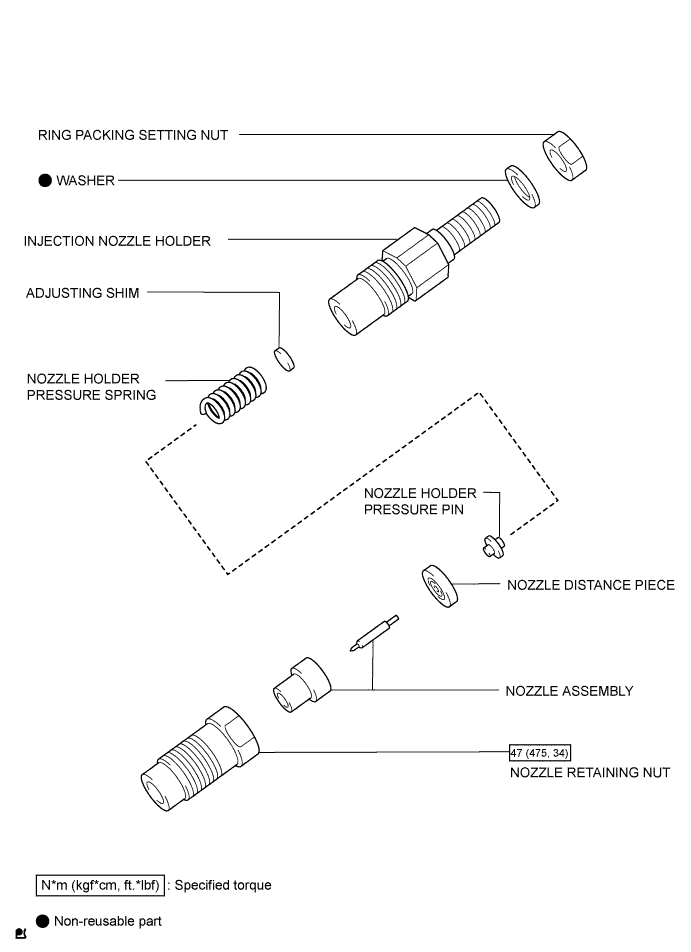 RING PACKING SETTING NUT
● WASHER
INJECTION NOZZLE HOLDER
ADJUSTING SHIM
NOZZLE HOLDER
PRESSURE SPRING
NOZZLE HOLDER
PRESSURE PIN
NOZZLE DISTANCE PIECE
NOZZLE ASSEMBLY
47 (475, 34)
NOZZLE RETAINING NUT
N*m (kgf*cm, ft.*lbf) : Specified torque
● Non-reusable part